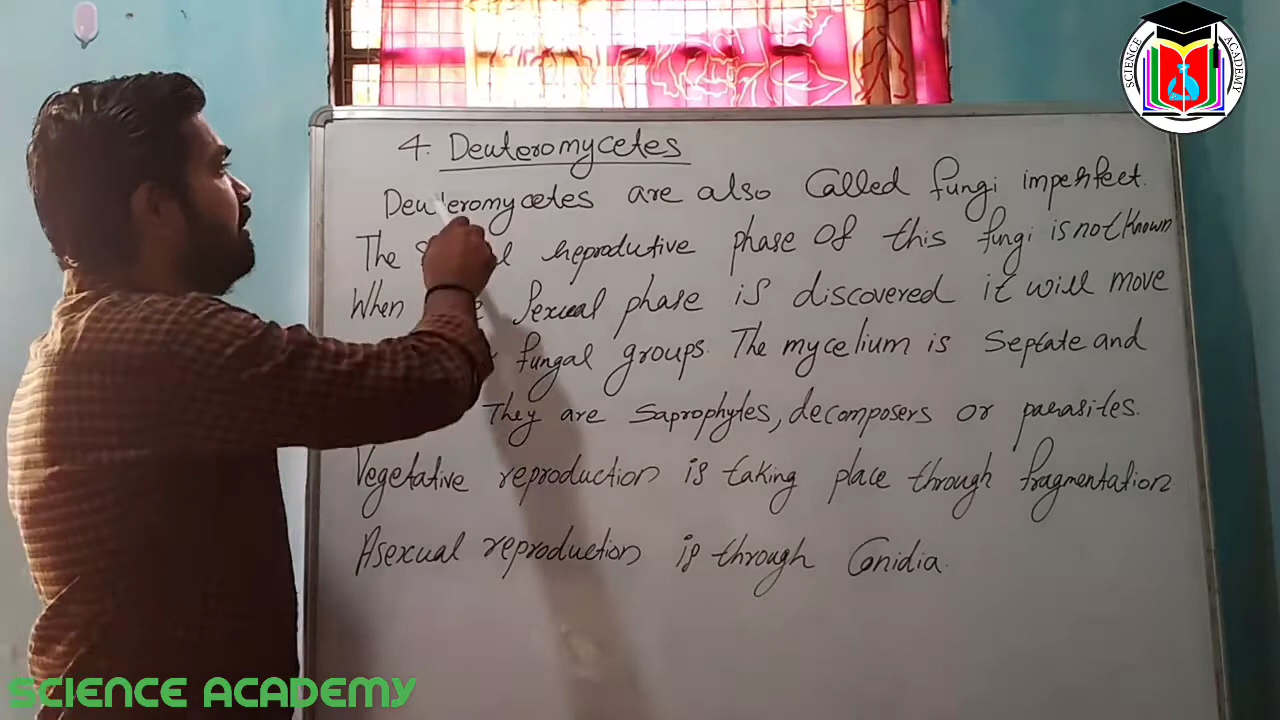 SCIENCE ACADEMY
4. Deuteromycetes
Deuteromycetes are also Called fungi imperfect.
The reproductive phase of this fungi is not Known
When Sexual phase is discovered it will move
fungal groups. The mycelium is Septate and
They are Saprophytes, decomposers or parasites.
Vegetative reproduction is taking place through fragmentation
Asexual reproduction is through Conidia.
SCIENCE ACADEMY